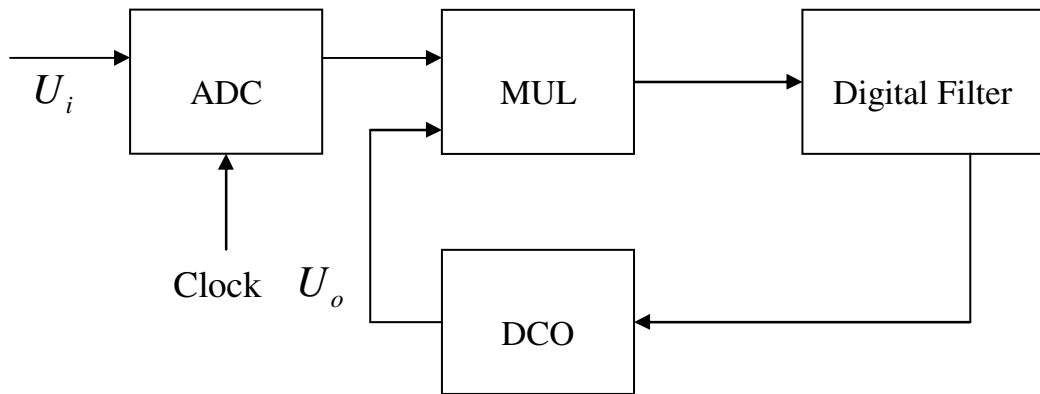 U_i
ADC
MUL
Digital Filter
Clock
U_o
DCO